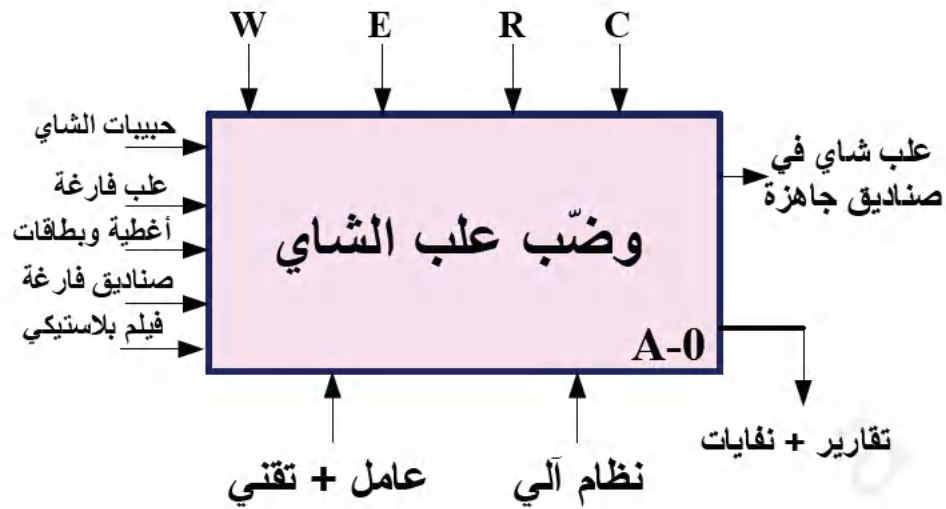 W E R C
حبيبات الشاي
علب فارغة
أغطية وبطاقات
صناديق فارغة
فيلم بلاستيكي
وضّب علب الشاي
A-0
علب شاي في
صناديق جاهزة
تقارير + نفايات
نظام آلي
عامل + تقني